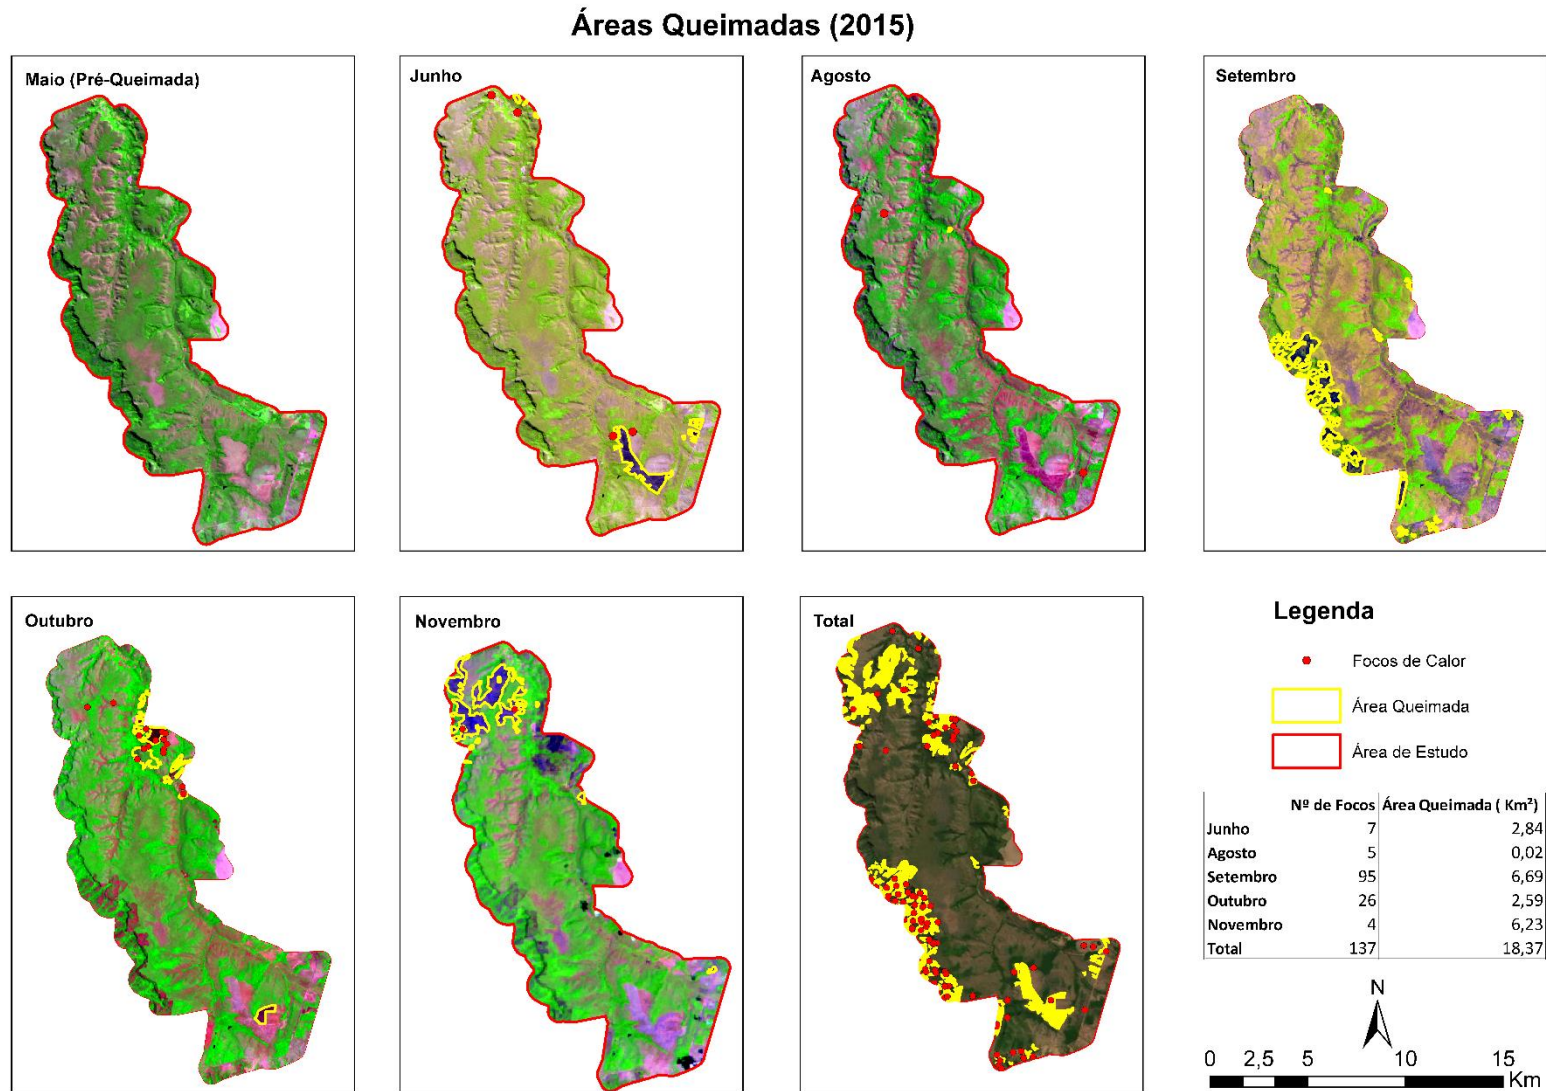 Áreas Queimadas (2015)
Maio (Pré-Queimada)
Junho
Agosto
Setembro
Outubro
Novembro
Total
Legenda
Focos de Calor
Área Queimada
Área de Estudo
Nº de Focos Área Queimada ( Km²)
Junho 7 2,84
Agosto 5 0,02
Setembro 95 6,69
Outubro 26 2,59
Novembro 4 6,23
Total 137 18,37
N
0 2,5 5 10 15
Km